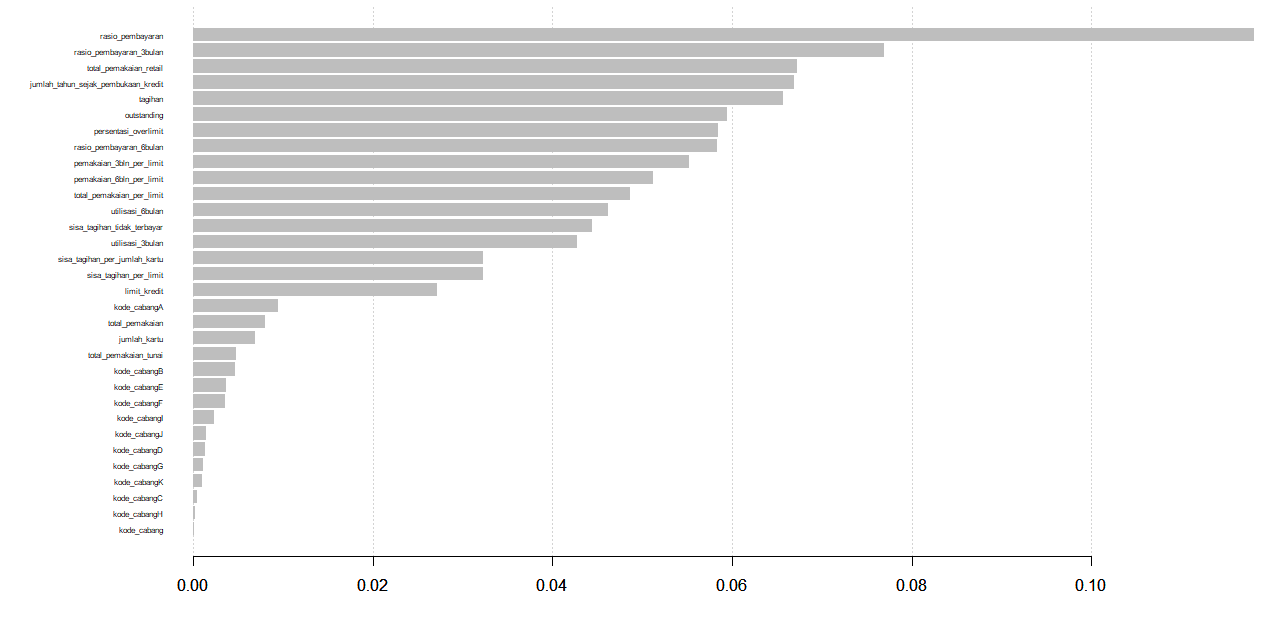 rasio_pembayaran
rasio_pembayaran_3bulan
total_pemakaian_retail
jumlah_tahun_sejak_pembukaan_kredit
tagihan
outstanding
persentasi_overlimit
rasio_pembayaran_6bulan
pemakaian_3bln_per_limit
pemakaian_6bln_per_limit
total_pemakaian_per_limit
utilisasi_6bulan
sisa_tagihan_tidak_terbayar
utilisasi_3bulan
sisa_tagihan_per_jumlah_kartu
sisa_tagihan_per_limit
limit_kredit
kode_cabangA
total_pemakaian
jumlah_kartu
total_pemakaian_tunai
kode_cabangB
kode_cabangE
kode_cabangF
kode_cabangI
kode_cabangJ
kode_cabangD
kode_cabangG
kode_cabangK
kode_cabangC
kode_cabangH
kode_cabang
0.00 0.02 0.04 0.06 0.08 0.10